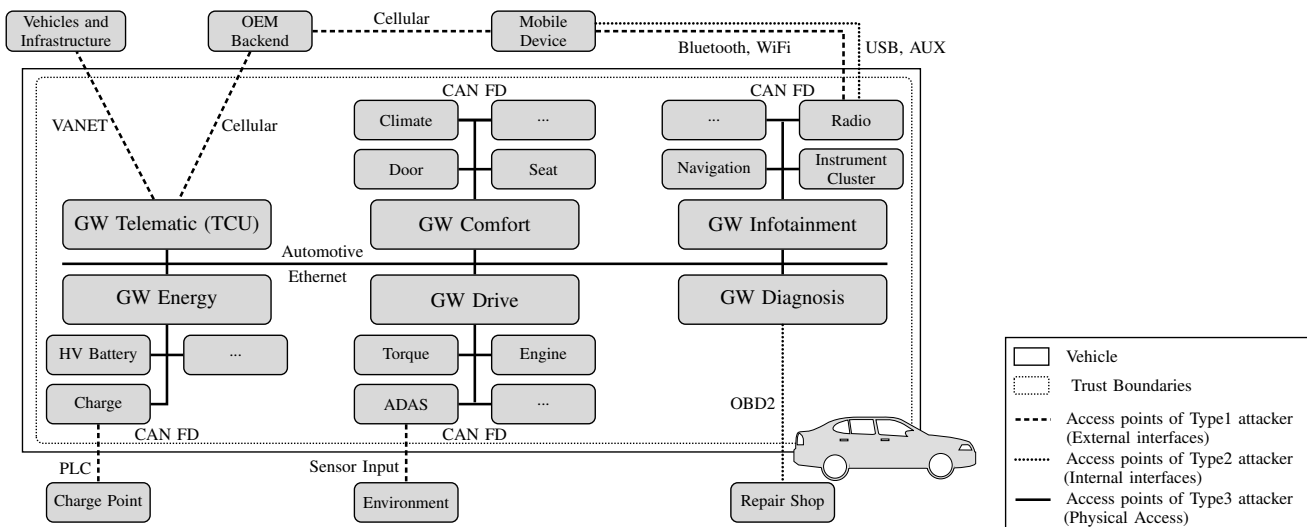 Vehicles and
Infrastructure
OEM
Backend
Cellular
Mobile
Device
Bluetooth, WiFi
USB, AUX
VANET
Cellular
CAN FD
Climate
...
Door
Seat
CAN FD
...
Radio
Navigation
Instrument
Cluster
GW Telematic (TCU)
GW Comfort
GW Infotainment
Automotive
Ethernet
GW Energy
GW Drive
GW Diagnosis
HV Battery
...
Charge
CAN FD
Torque
Engine
ADAS
...
CAN FD
OBD2
PLC
Sensor Input
Charge Point
Environment
Repair Shop
Vehicle
Trust Boundaries
Access points of Type1 attacker
(External interfaces)
Access points of Type2 attacker
(Internal interfaces)
Access points of Type3 attacker
(Physical Access)